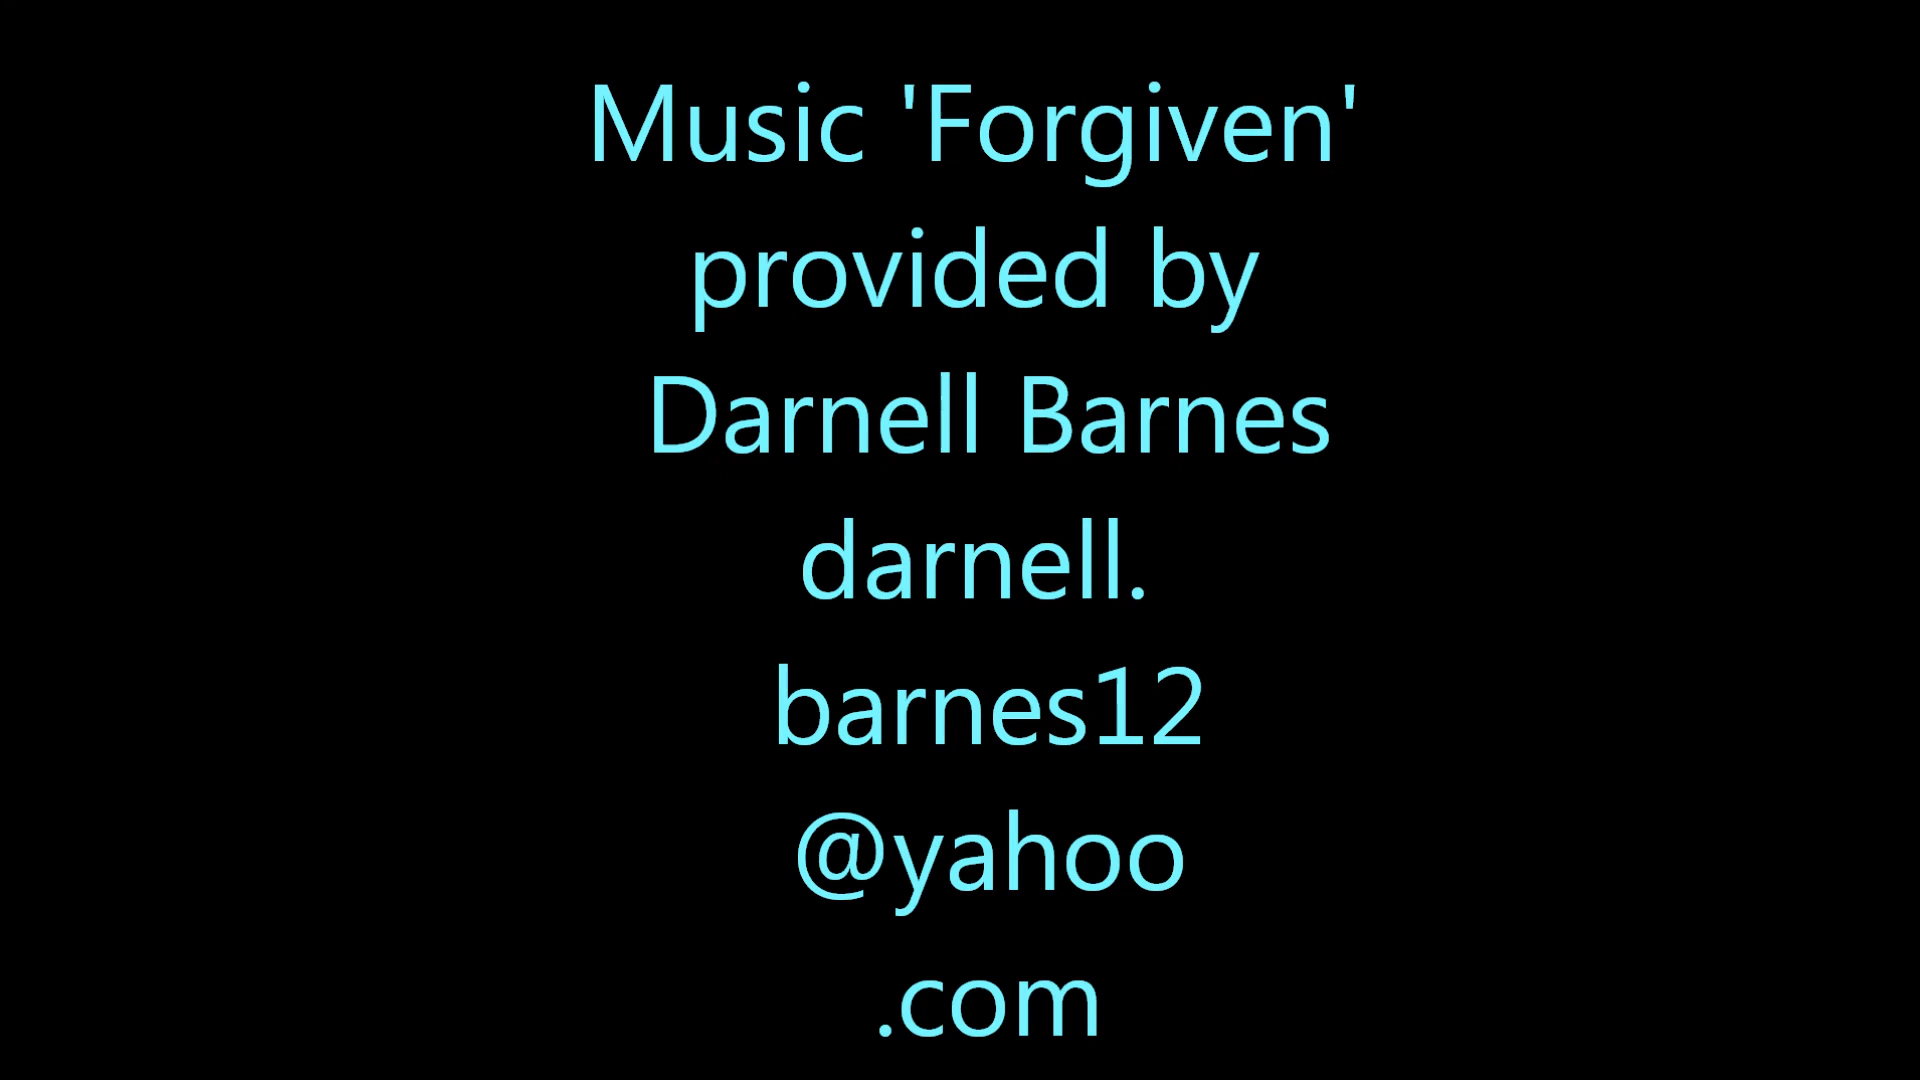 Music 'Forgiven'
provided by
Darnell Barnes
darnell.
barnes12
@yahoo
.com